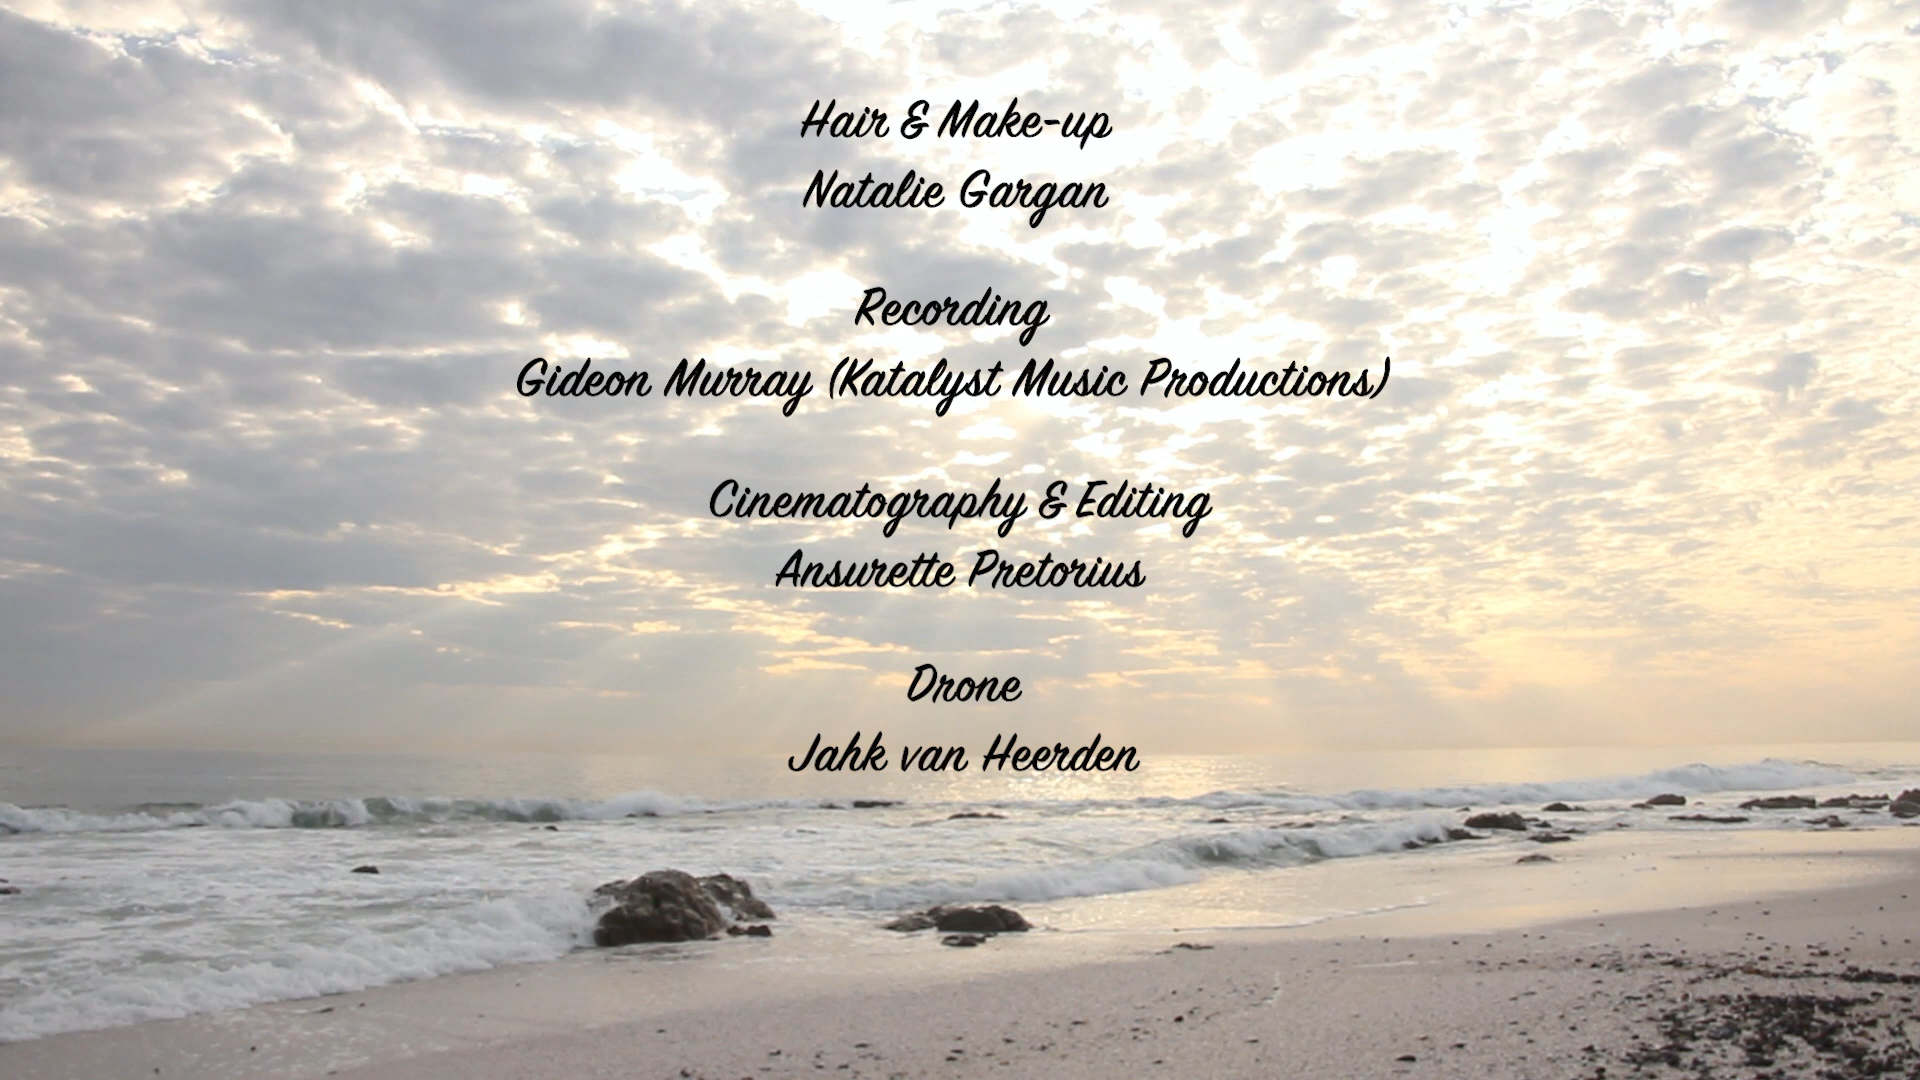 Hair & Make-up
Natalie Gargan
Recording
Gideon Murray (Katalyst Music Productions)
Cinematography & Editing
Ansurette Pretorius
Drone
Jahk van Heerden